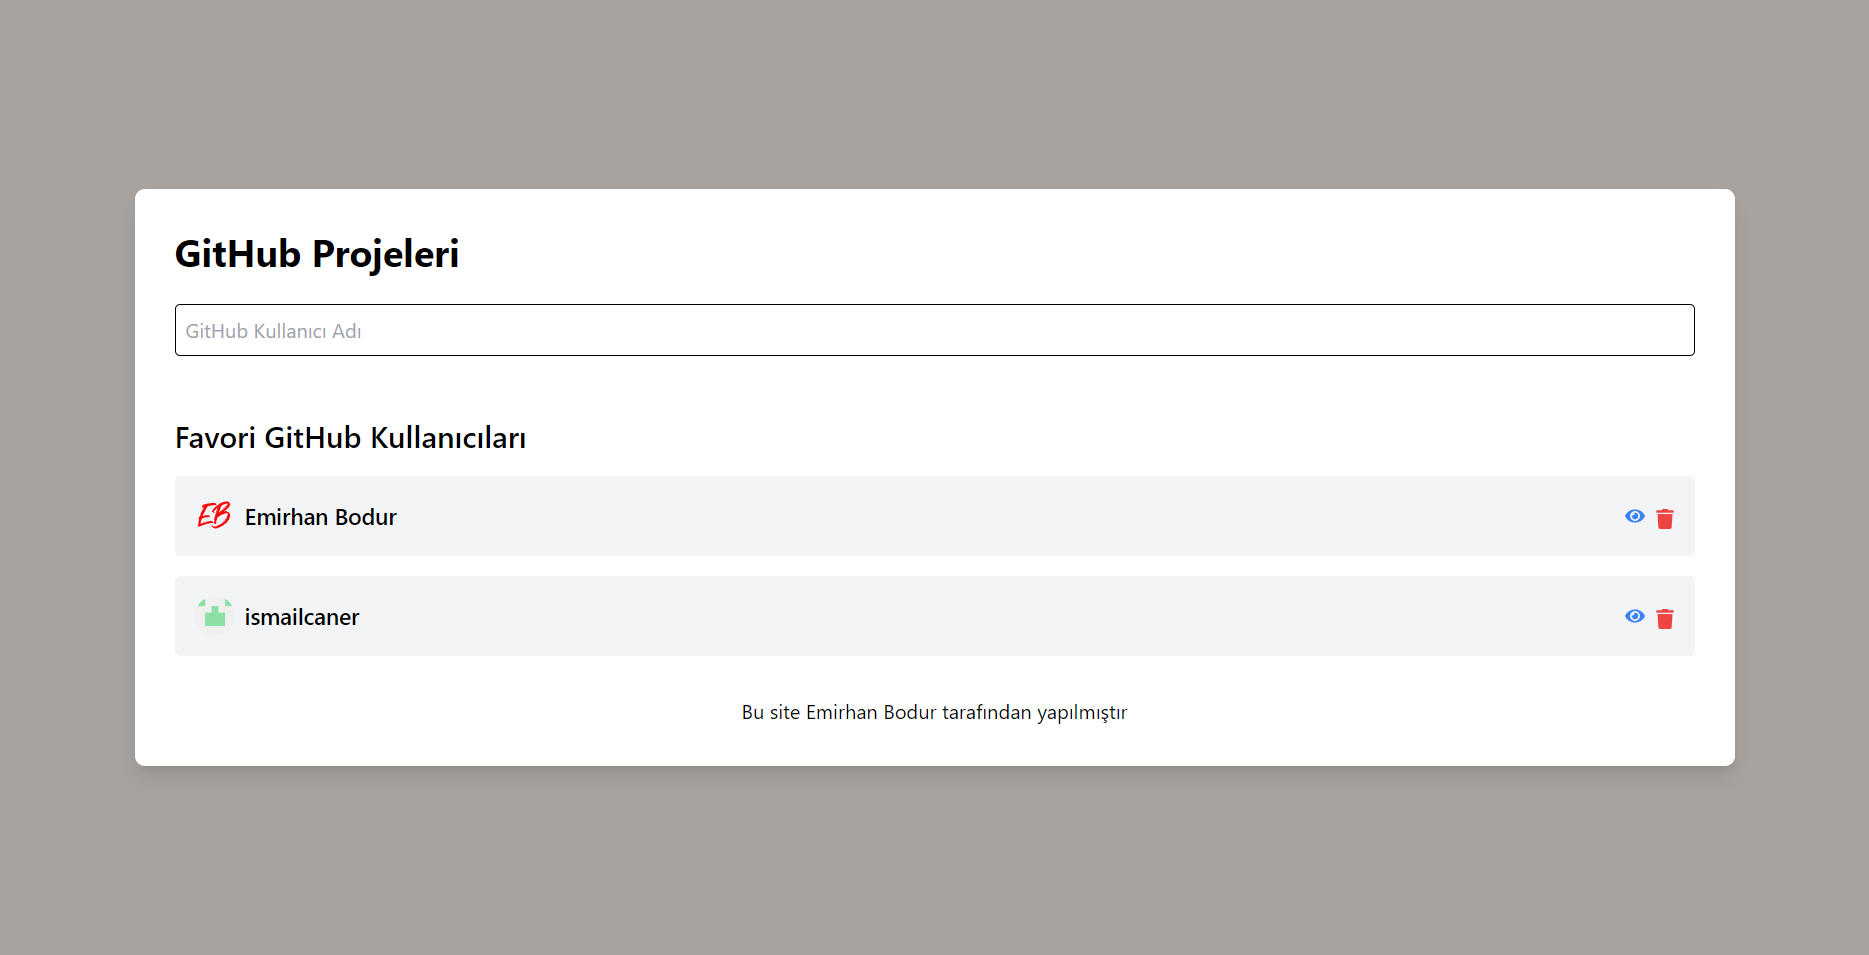 GitHub Projeleri
GitHub Kullanıcı Adı
Favori GitHub Kullanıcıları
EB Emirhan Bodur
ismailcaner
Bu site Emirhan Bodur tarafından yapılmıştır